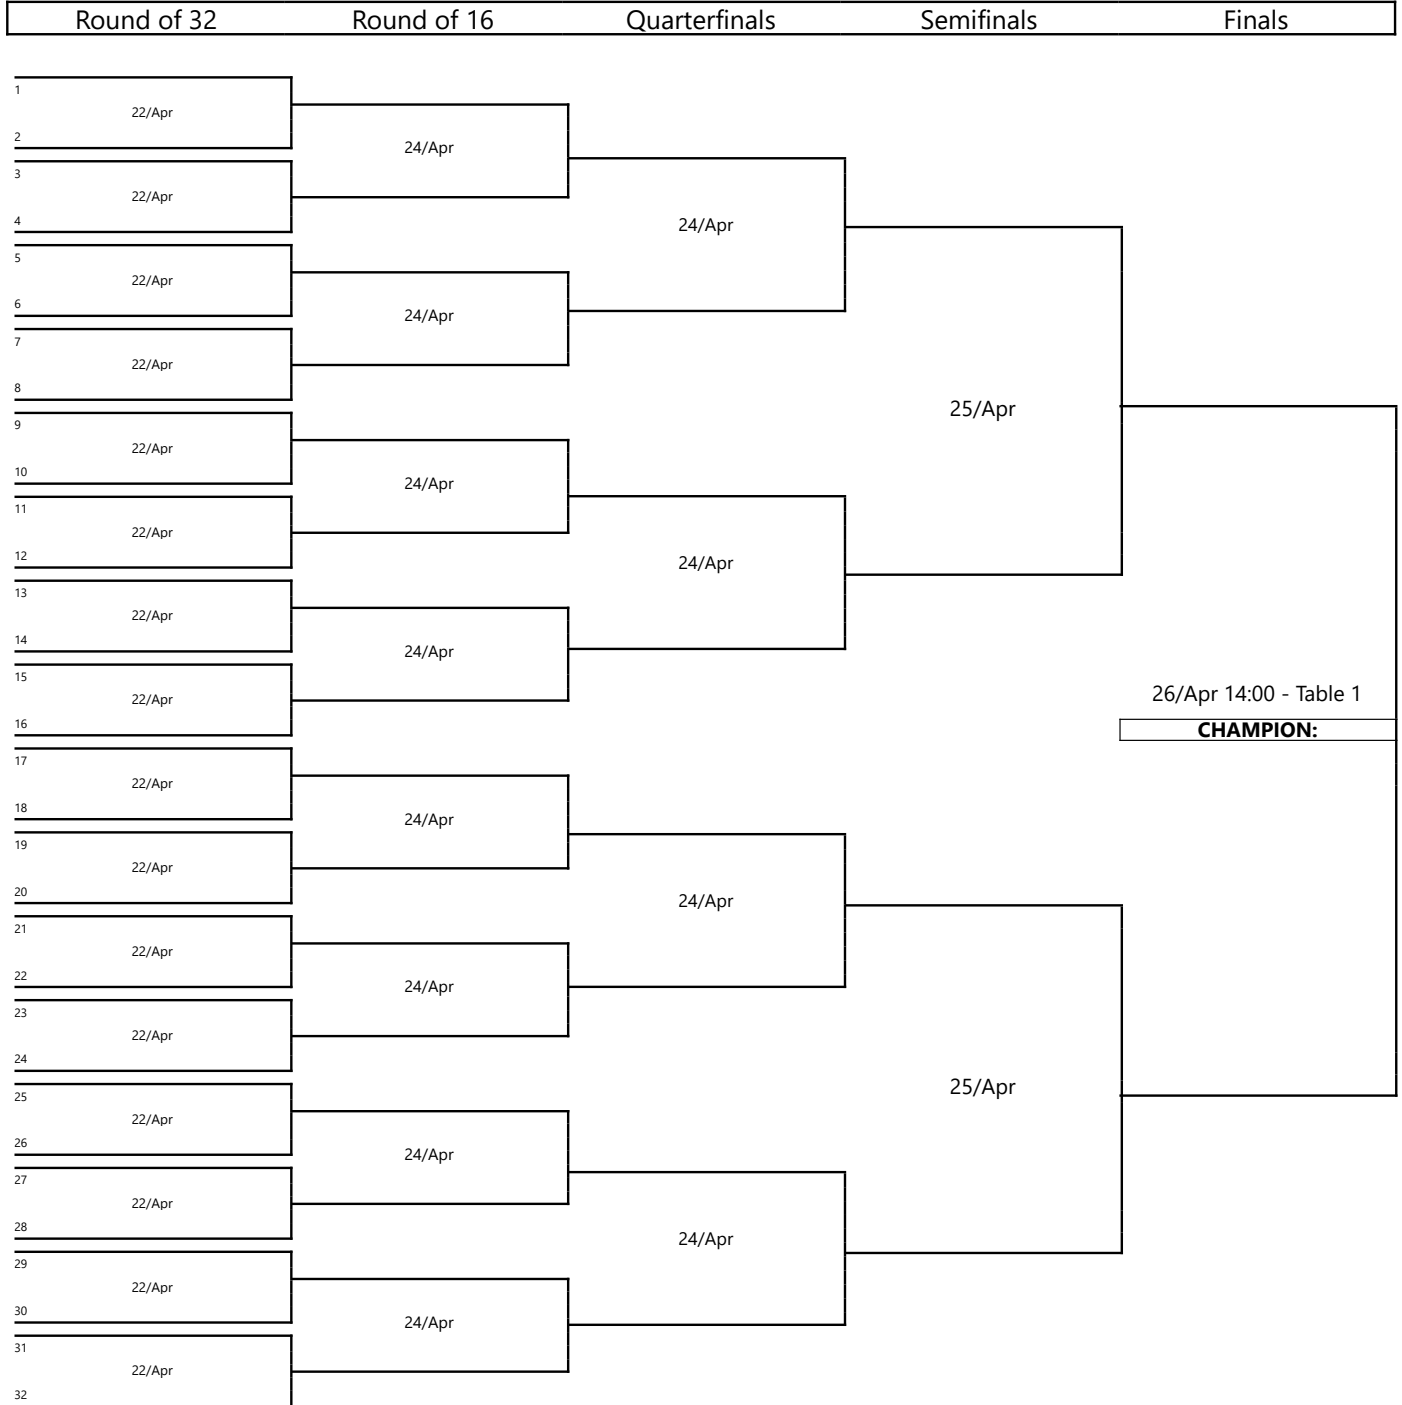 Round of 32 Round of 16 Quarterfinals Semifinals Finals
1
22/Apr
2
24/Apr
3
22/Apr
4
24/Apr
5
22/Apr
6
24/Apr
7
22/Apr
8
25/Apr
9
22/Apr
10
24/Apr
11
22/Apr
12
24/Apr
13
22/Apr
14
24/Apr
15
22/Apr
16
26/Apr 14:00 - Table 1
CHAMPION:
17
22/Apr
18
24/Apr
19
22/Apr
20
24/Apr
21
22/Apr
22
24/Apr
23
22/Apr
24
25/Apr
25
22/Apr
26
24/Apr
27
22/Apr
28
24/Apr
29
22/Apr
30
24/Apr
31
22/Apr
32